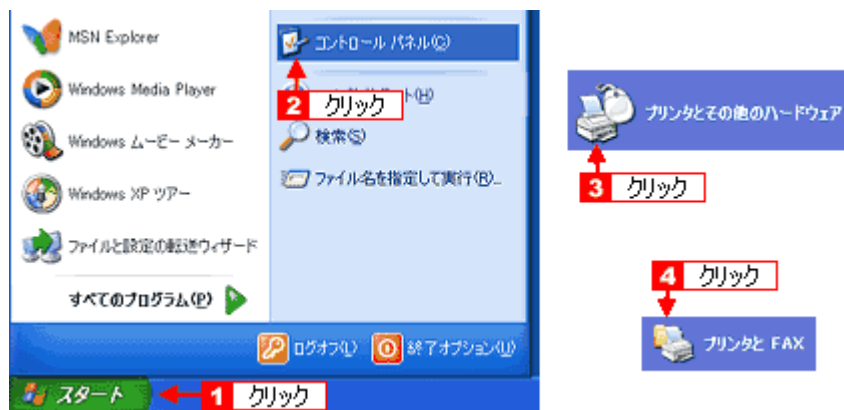 MSN Explorer
Windows Media Player
Windows ムービー メーカー
Windows XP ツアー
ファイルと設定の転送ウィザード
すべてのプログラム(P)
コントロール パネル(C)
2 クリック
ト(H)
検索(S)
ファイル名を指定して実行(R)...
ログオフ(L)
終了オプション(U)
スタート
1 クリック
プリンタとその他のハードウェア
3 クリック
4 クリック
プリンタと FAX